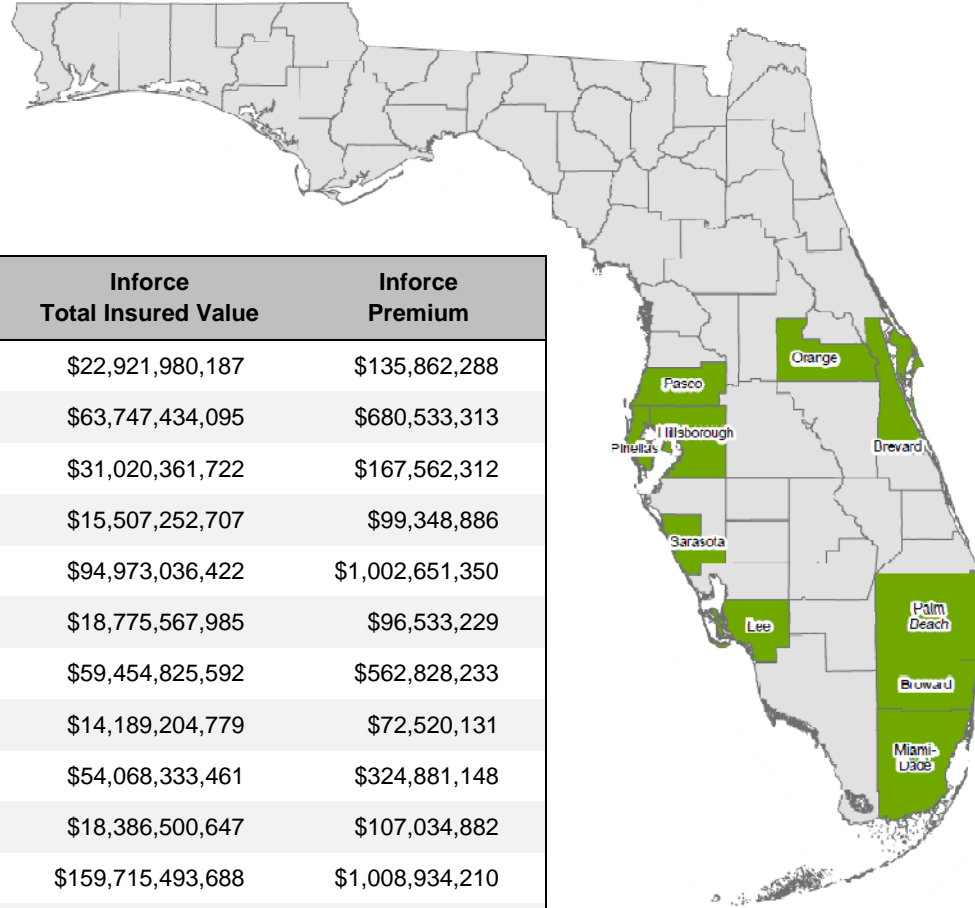 Inforce Inforce
Total Insured Value Premium
$22,921,980,187 $135,862,288
$63,747,434,095 $680,533,313
$31,020,361,722 $167,562,312
$15,507,252,707 $99,348,886
$94,973,036,422 $1,002,651,350
$18,775,567,985 $96,533,229
$59,454,825,592 $562,828,233
$14,189,204,779 $72,520,131
$54,068,333,461 $324,881,148
$18,386,500,647 $107,034,882
$159,715,493,688 $1,008,934,210
Orange
Pasco
Hillsborough
Pinellas
Brevard
Sarasota
Lee
Palm
Beach
Broward
Miami-
Dade